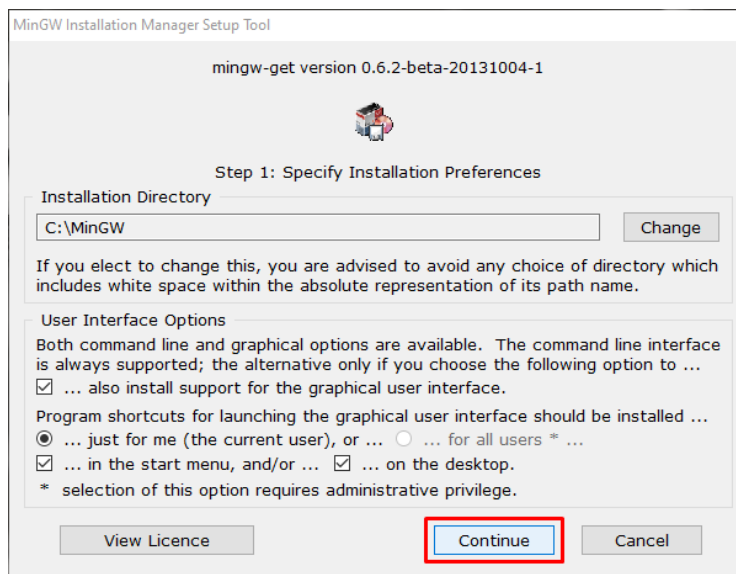 MinGW Installation Manager Setup Tool
mingw-get version 0.6.2-beta-20131004-1
Step 1: Specify Installation Preferences
Installation Directory
C:\MinGW
Change
If you elect to change this, you are advised to avoid any choice of directory which
includes white space within the absolute representation of its path name.
User Interface Options
Both command line and graphical options are available. The command line interface
is always supported; the alternative only if you choose the following option to ...
... also install support for the graphical user interface.
Program shortcuts for launching the graphical user interface should be installed ...
... just for me (the current user), or ... ... for all users * ...
... in the start menu, and/or ... ... on the desktop.
* selection of this option requires administrative privilege.
View Licence
Continue
Cancel